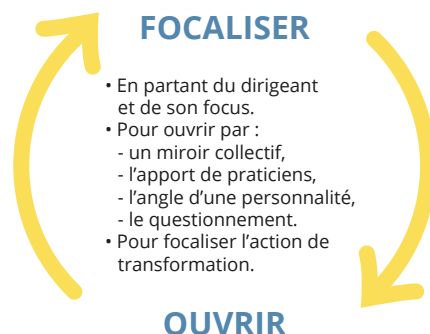 FOCALISER
• En partant du dirigeant
et de son focus.
• Pour ouvrir par :
- un miroir collectif,
- l'apport de praticiens,
- l'angle d'une personnalité,
- le questionnement.
• Pour focaliser l'action de
transformation.
OUVRIR